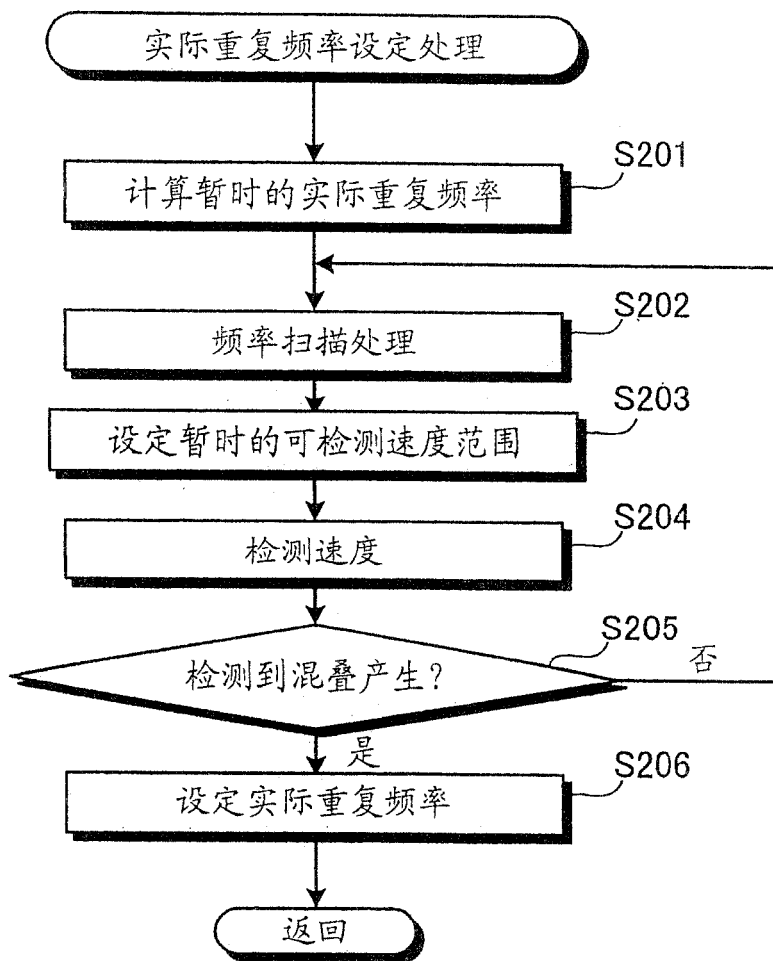 实际重复频率设定处理
S201
计算暂时的实际重复频率
S202
频率扫描处理
S203
设定暂时的可检测速度范围
S204
检测速度
S205
检测到混叠产生?
否
是
S206
设定实际重复频率
返回